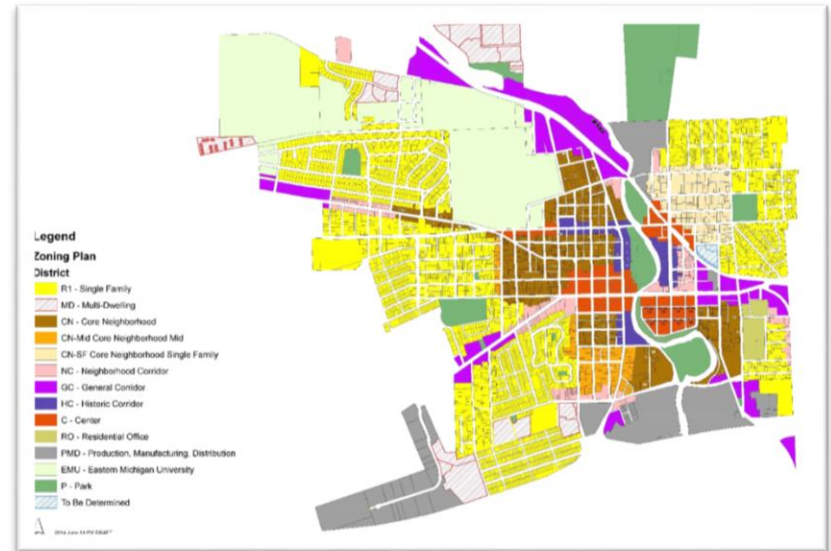 Legend
Zoning Plan
District
R1 - Single Family
MD - Multi-Dwelling
CN - Core Neighborhood
CN-Mid Core Neighborhood Mid
CN-SF Core Neighborhood Single Family
NC - Neighborhood Corridor
GC - General Corridor
HC - Historic Corridor
C - Center
RO - Residential Office
PMD - Production, Manufacturing, Distribution
EMU - Eastern Michigan University
P - Park
To Be Determined